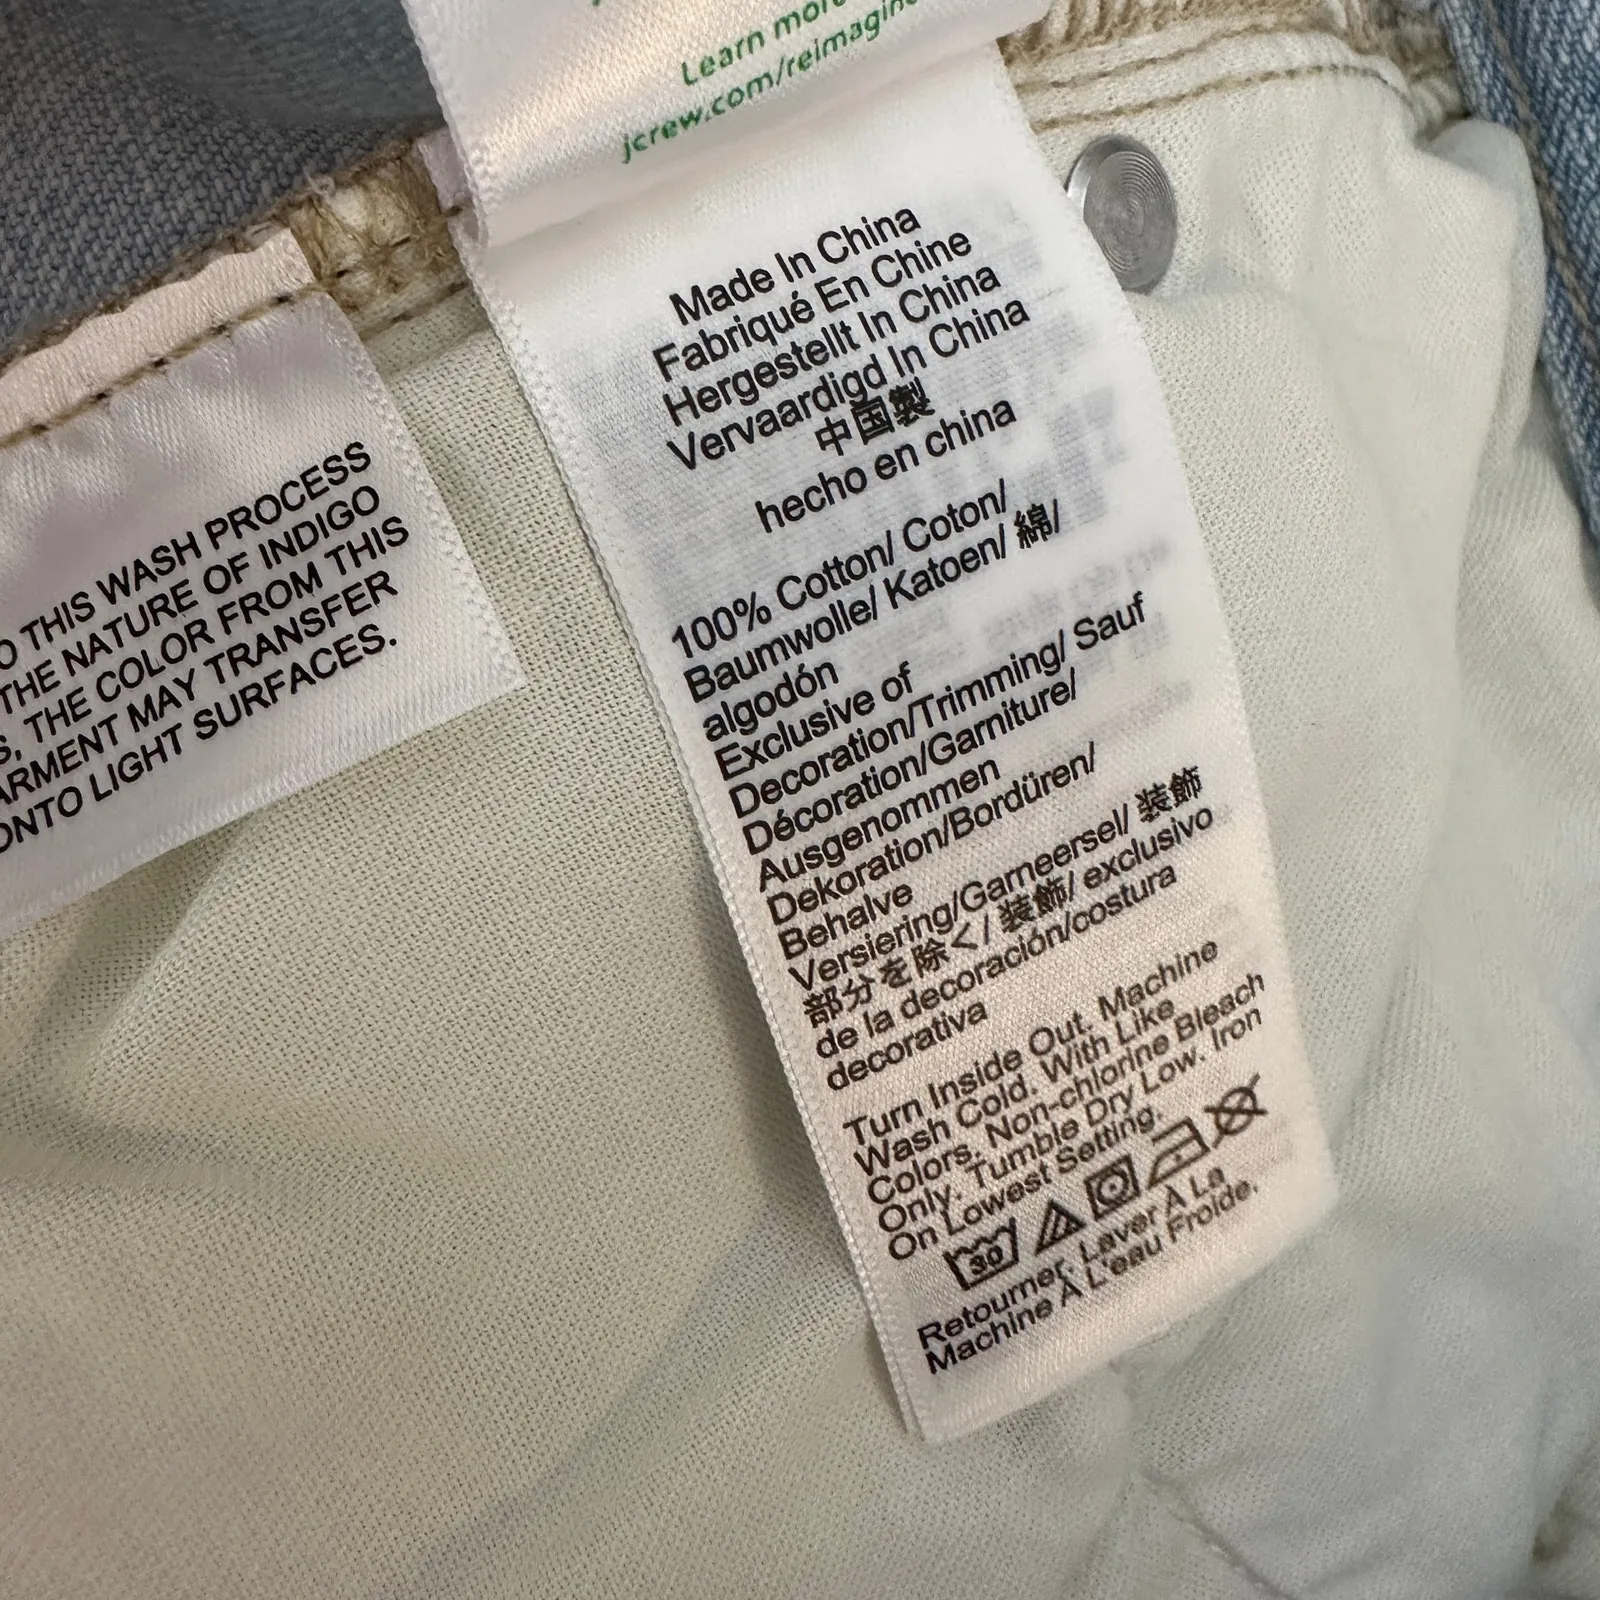 Learn more
jcrew.com/reimagin
O THIS WASH PROCESS
THE NATURE OF INDIGO
S, THE COLOR FROM THIS
ARMENT MAY TRANSFER
ONTO LIGHT SURFACES.
Made In China
Fabriqué En Chine
Hergestellt In China
Vervaardigd In China
中国製
hecho en china
100% Cotton/ Coton/
Baumwolle/ Katoen/ 綿/
algodón
Exclusive of
Decoration/Trimming/ Sauf
Décoration/Garniture/
Ausgenommen
Dekoration/Bordüren/
Behalve
Versiering/Garneersel/ 装飾
部分を除く/ 装飾/ exclusivo
de la decoración/costura
decorativa
Turn Inside Out. Machine
Wash Cold. With Like
Colors. Non-chlorine Bleach
Only. Tumble Dry Low. Iron
On Lowest Setting.
30
Retourner. Laver À La
Machine À L'eau Froide.